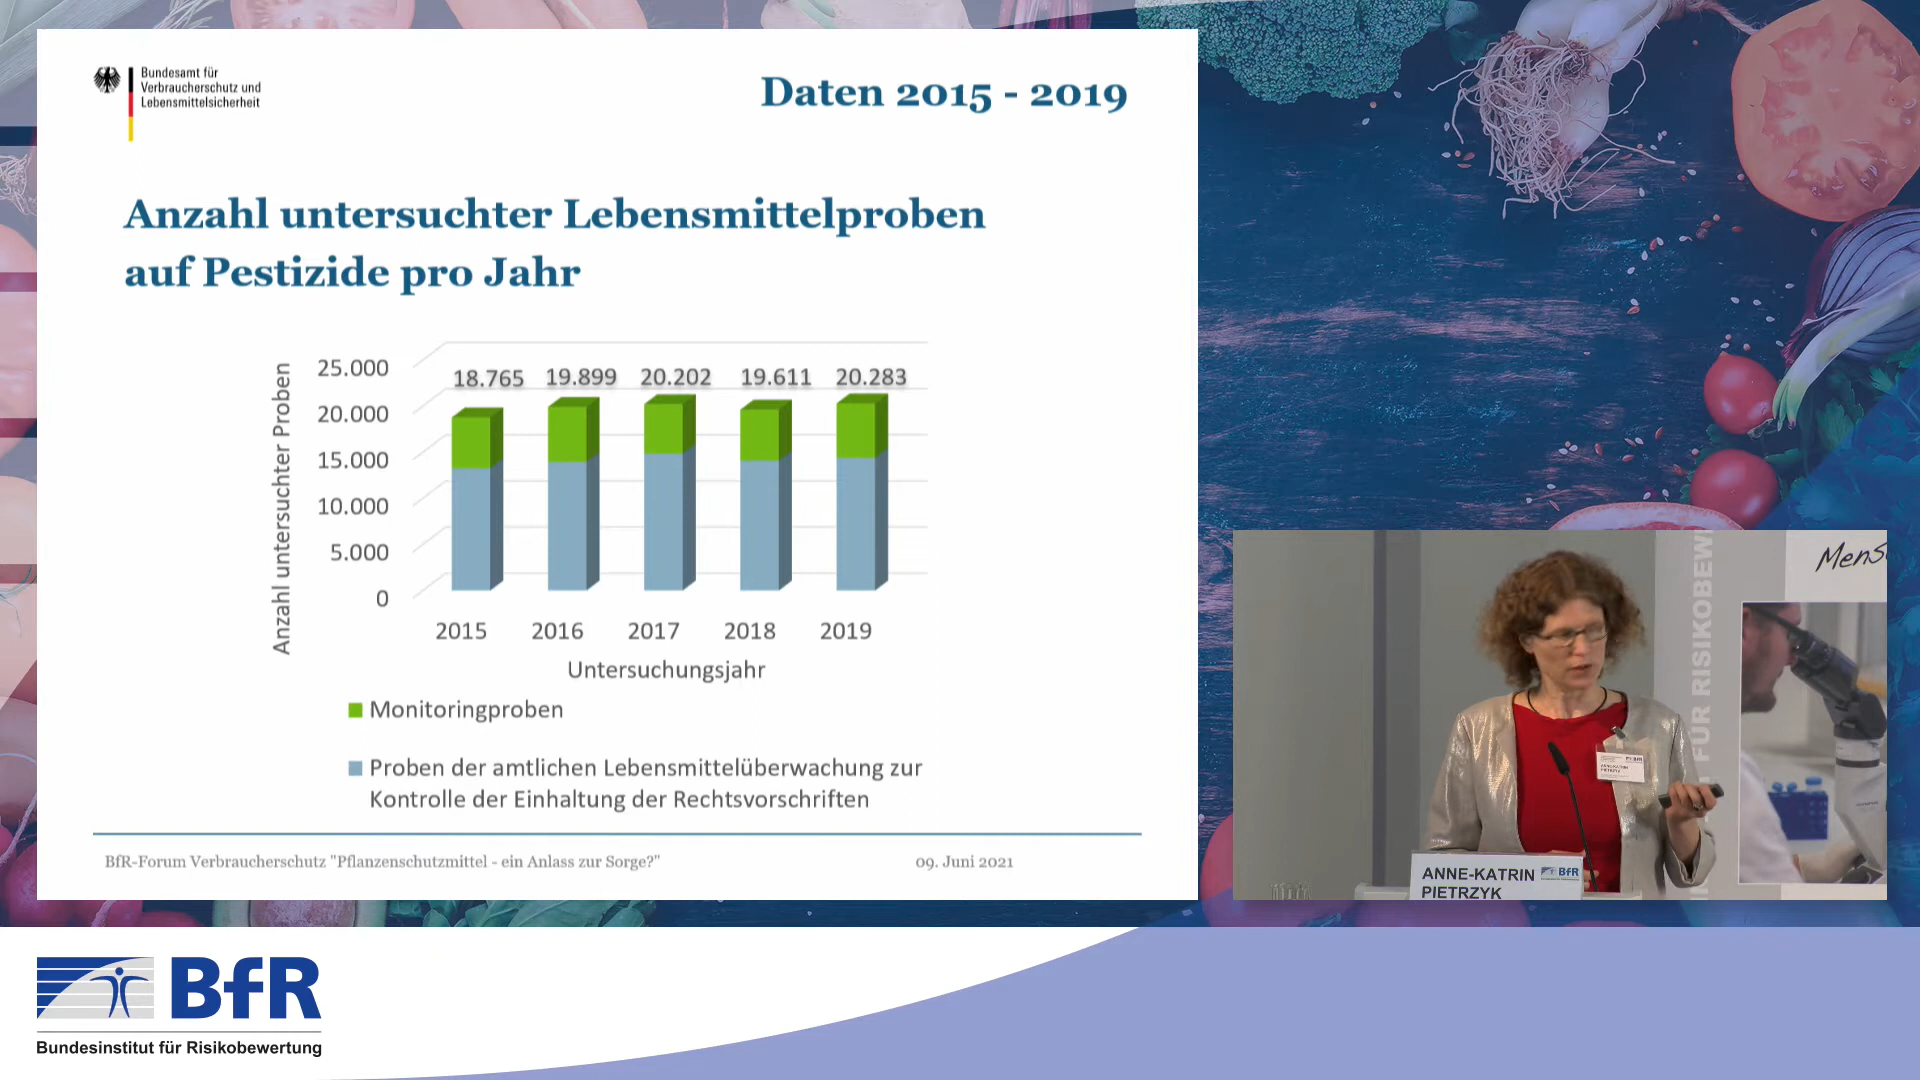 Bundesamt für
Verbraucherschutz und
Lebensmittelsicherheit
Daten 2015 - 2019
Anzahl untersuchter Lebensmittelproben
auf Pestizide pro Jahr
Anzahl untersuchter Proben
25.000
20.000
15.000
10.000
5.000
0
18.765 19.899 20.202 19.611 20.283
2015 2016 2017 2018 2019
Untersuchungsjahr
Monitoringproben
Proben der amtlichen Lebensmittelüberwachung zur
Kontrolle der Einhaltung der Rechtsvorschriften
BfR-Forum Verbraucherschutz "Pflanzenschutzmittel - ein Anlass zur Sorge?"
09. Juni 2021
FÜR RISIKOBEW
ANNE-KATRIN
PIETRZYK
BfR
ANNE-KATRIN
PIETRZYK
BfR
Bundesinstitut für Risikobewertung